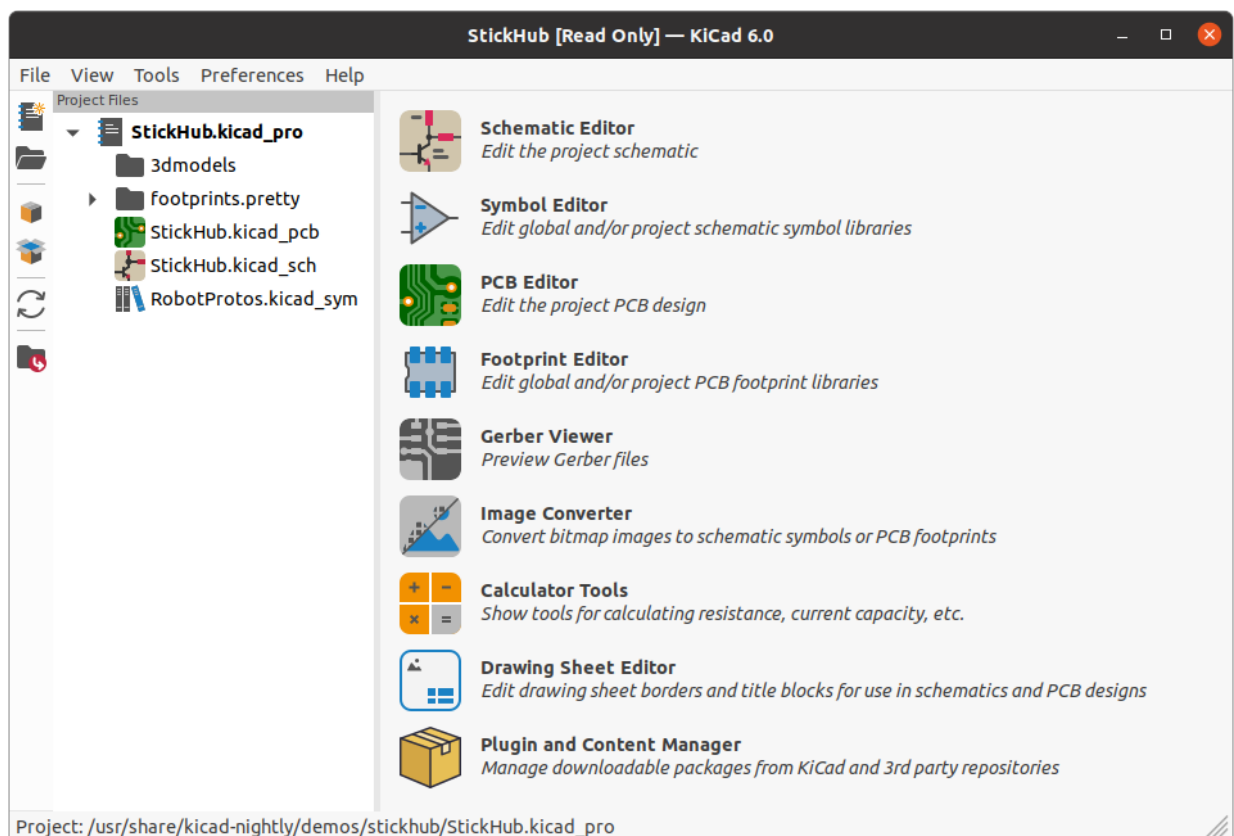 StickHub [Read Only] — KiCad 6.0
File View Tools Preferences Help
Project Files
StickHub.kicad_pro
3dmodels
footprints.pretty
StickHub.kicad_pcb
StickHub.kicad_sch
RobotProtos.kicad_sym
Schematic Editor
Edit the project schematic
Symbol Editor
Edit global and/or project schematic symbol libraries
PCB Editor
Edit the project PCB design
Footprint Editor
Edit global and/or project PCB footprint libraries
Gerber Viewer
Preview Gerber files
Image Converter
Convert bitmap images to schematic symbols or PCB footprints
Calculator Tools
Show tools for calculating resistance, current capacity, etc.
Drawing Sheet Editor
Edit drawing sheet borders and title blocks for use in schematics and PCB designs
Plugin and Content Manager
Manage downloadable packages from KiCad and 3rd party repositories
Project: /usr/share/kicad-nightly/demos/stickhub/StickHub.kicad_pro